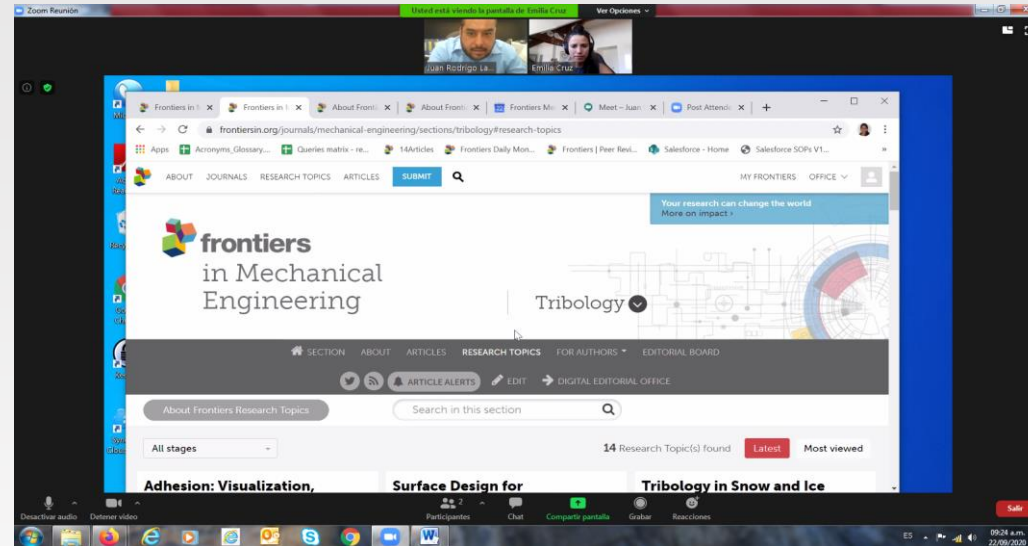 Zoom Reunión
Usted está viendo la pantalla de Emilia Cruz
Ver Opciones
Juan Rodrigo La...
Emilia Cruz
Frontiers in
Frontiers in
About Fronti
About Fronti
Frontiers Me
Meet – Juan
Post Attende
frontiersin.org/journals/mechanical-engineering/sections/tribology#research-topics
Apps
Acronyms_Glossary...
Queries matrix - re...
14Articles
Frontiers Daily Mon...
Frontiers | Peer Revi...
Salesforce - Home
Salesforce SOPs V1...
ABOUT JOURNALS RESEARCH TOPICS ARTICLES SUBMIT
MY FRONTIERS OFFICE
Your research can change the world
More on impact ›
frontiers
in Mechanical
Engineering
Tribology
SECTION ABOUT ARTICLES RESEARCH TOPICS FOR AUTHORS EDITORIAL BOARD
ARTICLE ALERTS EDIT DIGITAL EDITORIAL OFFICE
About Frontiers Research Topics
Search in this section
All stages
14 Research Topic(s) found
Latest
Most viewed
Adhesion: Visualization,
Surface Design for
Tribology in Snow and Ice
Desactivar audio
Detener video
Participantes
2
Chat
Compartir pantalla
Grabar
Reacciones
Salir
ES
09:24 a.m.
22/09/2020